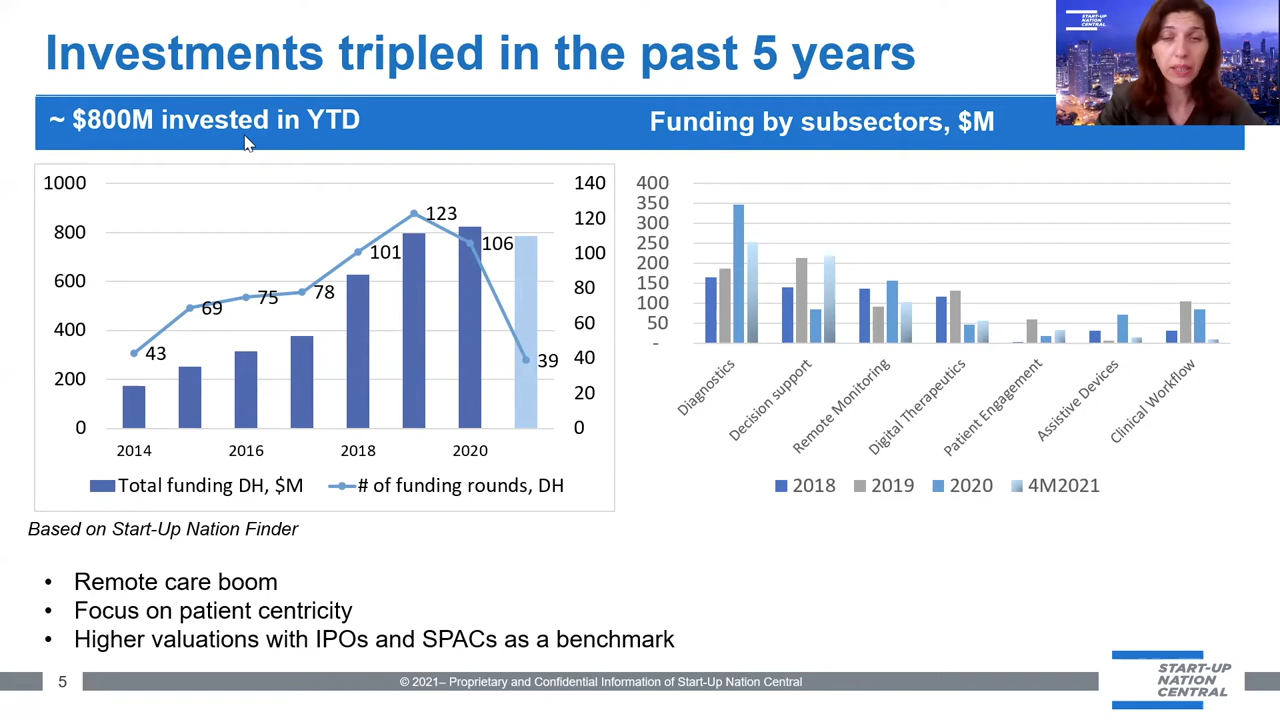 Investments tripled in the past 5 years
START-UP
NATION
CENTRAL
~ $800M invested in YTD
Funding by subsectors, $M
1000
800
600
400
200
0
140
120
100
80
60
40
20
0
43
69
75
78
101
123
106
39
2014
2016
2018
2020
Total funding DH, $M
# of funding rounds, DH
400
350
300
250
200
150
100
50
-
Diagnostics
Decision support
Remote Monitoring
Digital Therapeutics
Patient Engagement
Assistive Devices
Clinical Workflow
2018
2019
2020
4M2021
Based on Start-Up Nation Finder
• Remote care boom
• Focus on patient centricity
• Higher valuations with IPOs and SPACs as a benchmark
5
© 2021– Proprietary and Confidential Information of Start-Up Nation Central
START-UP
NATION
CENTRAL